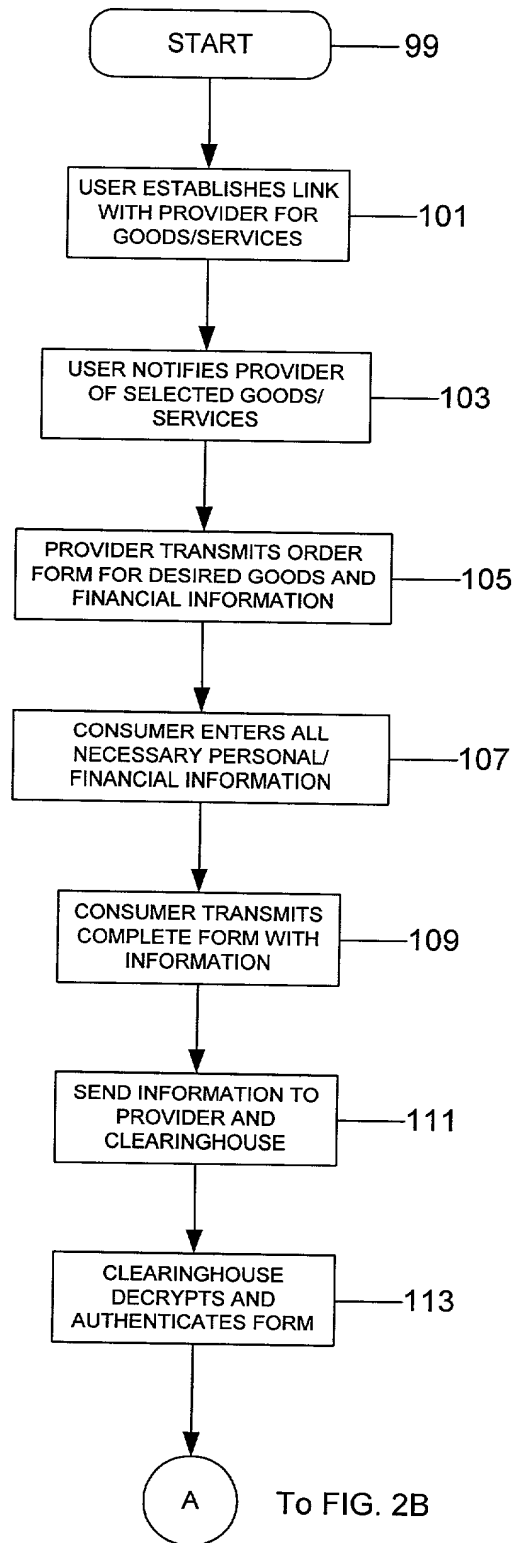 START
99
USER ESTABLISHES LINK
WITH PROVIDER FOR
GOODS/SERVICES
101
USER NOTIFIES PROVIDER
OF SELECTED GOODS/
SERVICES
103
PROVIDER TRANSMITS ORDER
FORM FOR DESIRED GOODS AND
FINANCIAL INFORMATION
105
CONSUMER ENTERS ALL
NECESSARY PERSONAL/
FINANCIAL INFORMATION
107
CONSUMER TRANSMITS
COMPLETE FORM WITH
INFORMATION
109
SEND INFORMATION TO
PROVIDER AND
CLEARINGHOUSE
111
CLEARINGHOUSE
DECRYPTS AND
AUTHENTICATES FORM
113
A
To FIG. 2B